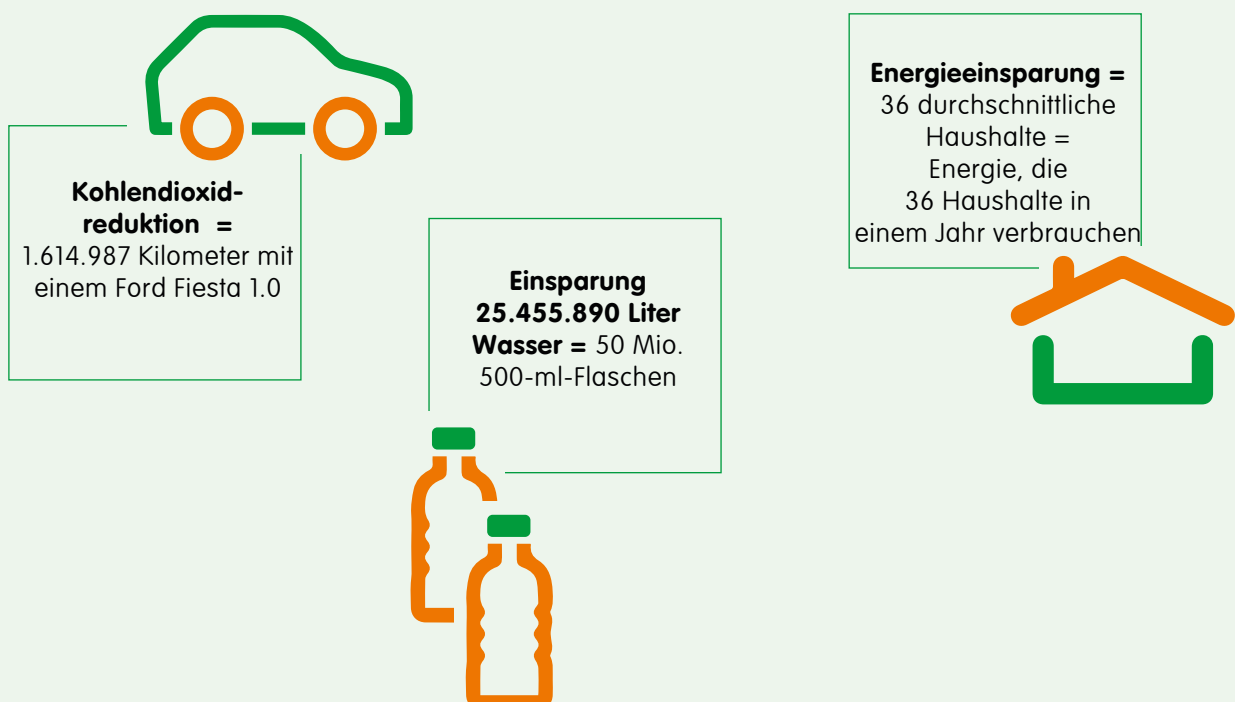 Kohlendioxid-
reduktion =
1.614.987 Kilometer mit
einem Ford Fiesta 1.0
Einsparung
25.455.890 Liter
Wasser = 50 Mio.
500-ml-Flaschen
Energieeinsparung =
36 durchschnittliche
Haushalte =
Energie, die
36 Haushalte in
einem Jahr verbrauchen